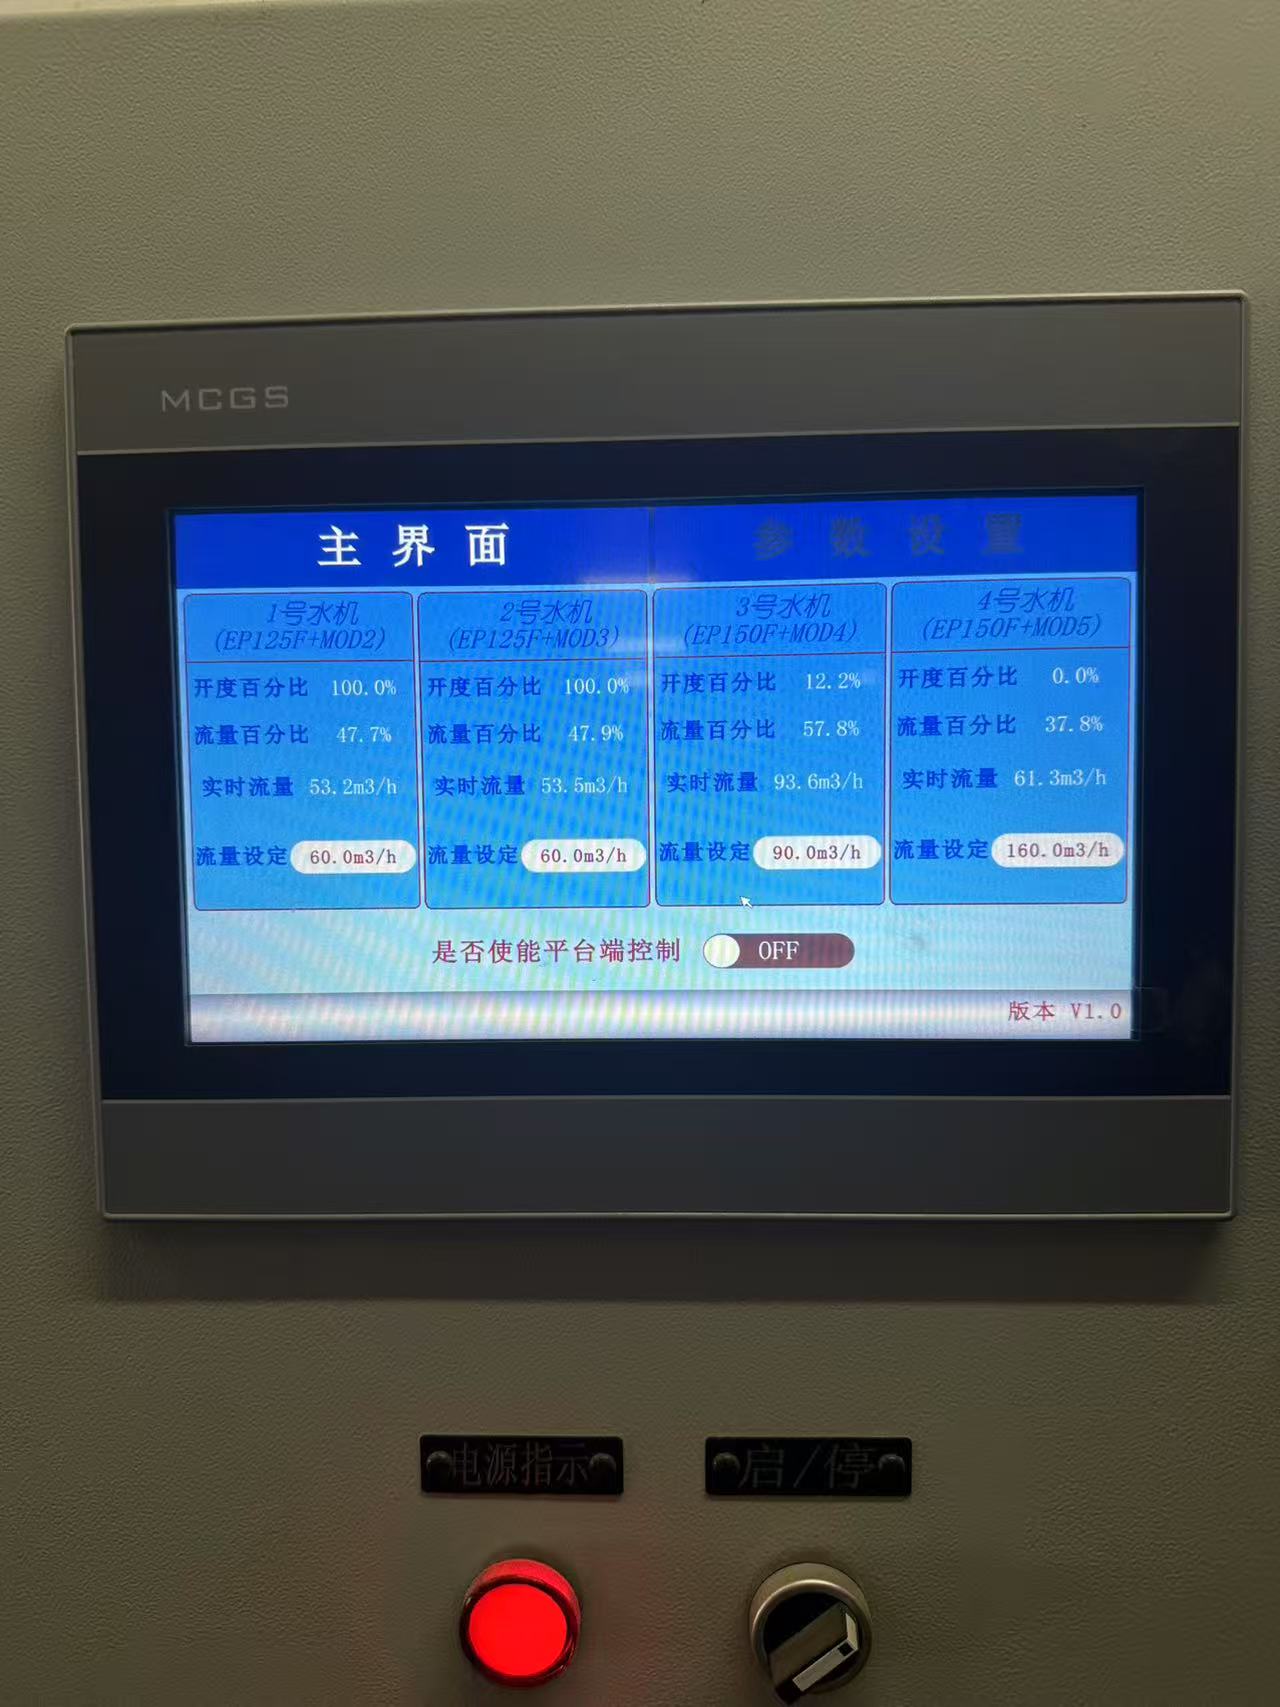 MCGS
主界面
参数设置
1号水机
(EP125F+MOD2)
开度百分比 100.0%
流量百分比 47.7%
实时流量 53.2m3/h
流量设定 60.0m3/h
2号水机
(EP125F+MOD3)
开度百分比 100.0%
流量百分比 47.9%
实时流量 53.5m3/h
流量设定 60.0m3/h
3号水机
(EP150F+MOD4)
开度百分比 12.2%
流量百分比 57.8%
实时流量 93.6m3/h
流量设定 90.0m3/h
4号水机
(EP150F+MOD5)
开度百分比 0.0%
流量百分比 37.8%
实时流量 61.3m3/h
流量设定 160.0m3/h
是否使能平台端控制 OFF
版本 V1.0
电源指示
启/停